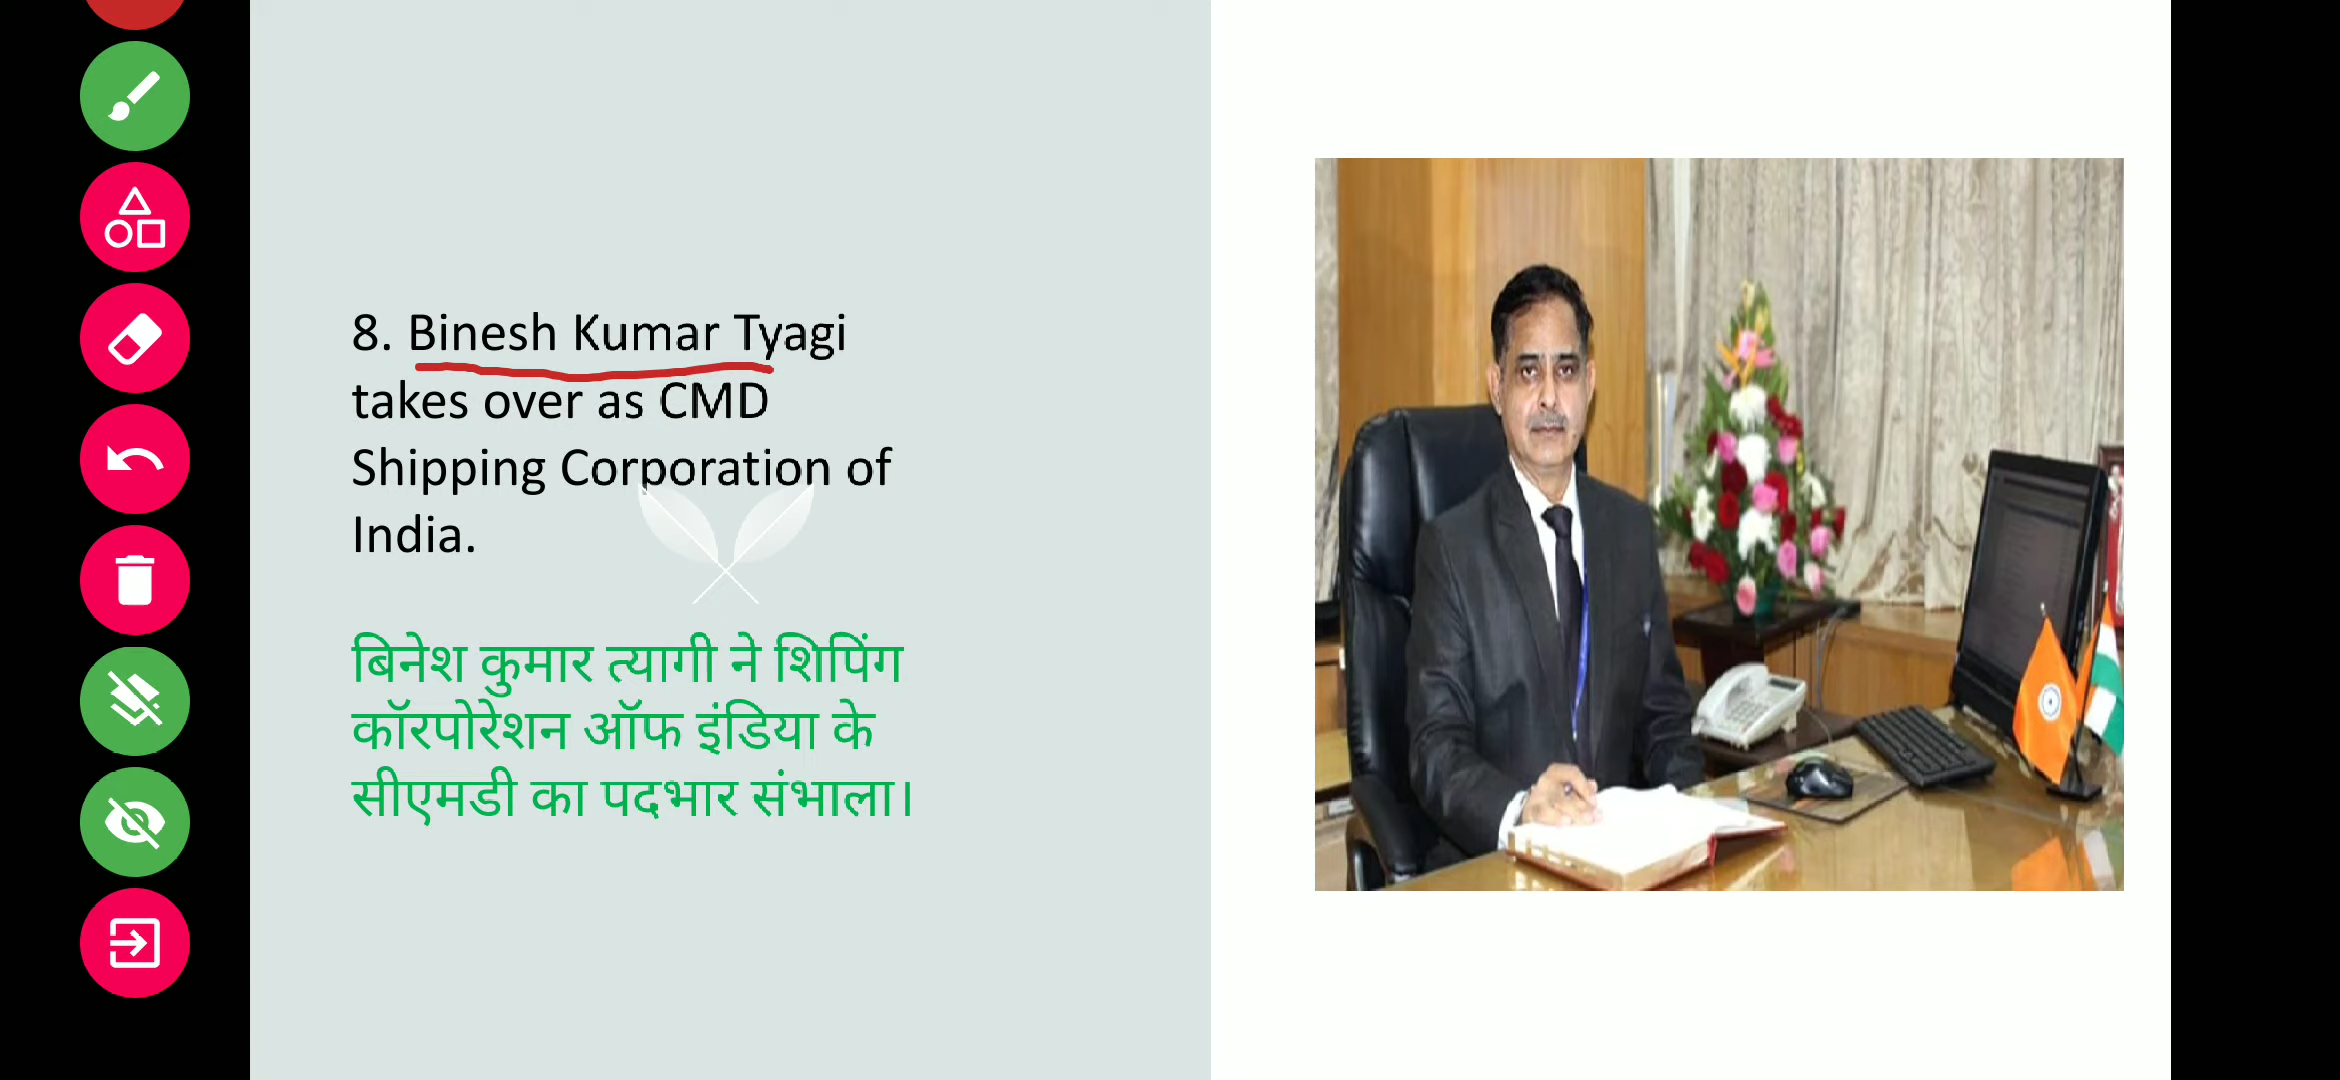 8. Binesh Kumar Tyagi
takes over as CMD
Shipping Corporation of
India.
बिनेश कुमार त्यागी ने शिपिंग
कॉरपोरेशन ऑफ इंडिया के
सीएमडी का पदभार संभाला।